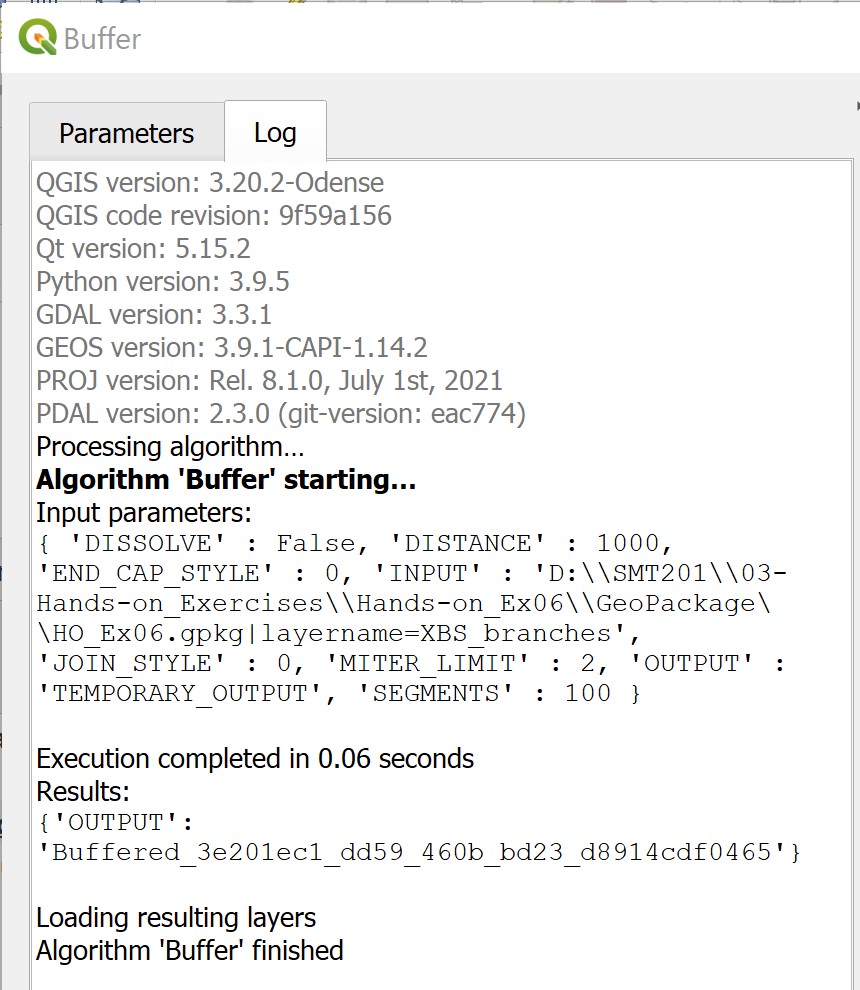 Buffer
Parameters
Log
QGIS version: 3.20.2-Odense
QGIS code revision: 9f59a156
Qt version: 5.15.2
Python version: 3.9.5
GDAL version: 3.3.1
GEOS version: 3.9.1-CAPI-1.14.2
PROJ version: Rel. 8.1.0, July 1st, 2021
PDAL version: 2.3.0 (git-version: eac774)
Processing algorithm…
Algorithm 'Buffer' starting…
Input parameters:
{ 'DISSOLVE' : False, 'DISTANCE' : 1000,
'END_CAP_STYLE' : 0, 'INPUT' : 'D:\\SMT201\\03-
Hands-on_Exercises\\Hands-on_Ex06\\GeoPackage\
\HO_Ex06.gpkg|layername=XBS_branches',
'JOIN_STYLE' : 0, 'MITER_LIMIT' : 2, 'OUTPUT' :
'TEMPORARY_OUTPUT', 'SEGMENTS' : 100 }
Execution completed in 0.06 seconds
Results:
{'OUTPUT':
'Buffered_3e201ec1_dd59_460b_bd23_d8914cdf0465'}
Loading resulting layers
Algorithm 'Buffer' finished